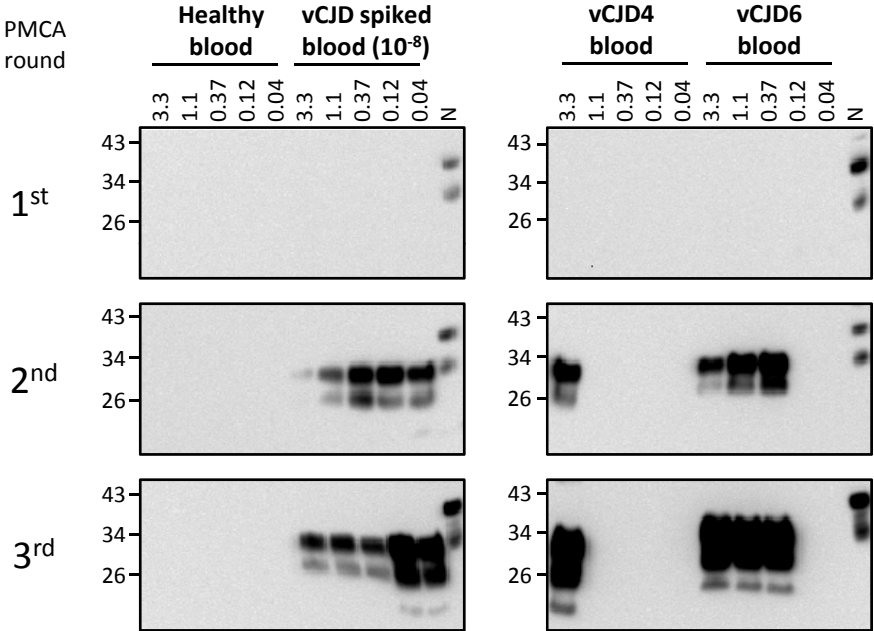 PMCA
round
Healthy
blood
vCJD spiked
blood (10⁻⁸)
vCJD4
blood
vCJD6
blood
3.3 1.1 0.37 0.12 0.04 3.3 1.1 0.37 0.12 0.04 N
3.3 1.1 0.37 0.12 0.04 3.3 1.1 0.37 0.12 0.04 N
1st
43
34
26
43
34
26
2nd
43
34
26
43
34
26
3rd
43
34
26
43
34
26